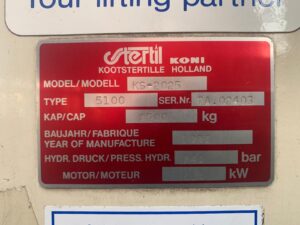 Your lifting partner
Stertil KONI
KOOTSTERTILLE HOLLAND
MODEL/MODELL
TYPE 5100 SER.Nr.
KAP/CAP kg
BAUJAHR/FABRIQUE
YEAR OF MANUFACTURE
HYDR. DRUCK/PRESS. HYDR. bar
MOTOR/MOTEUR kW